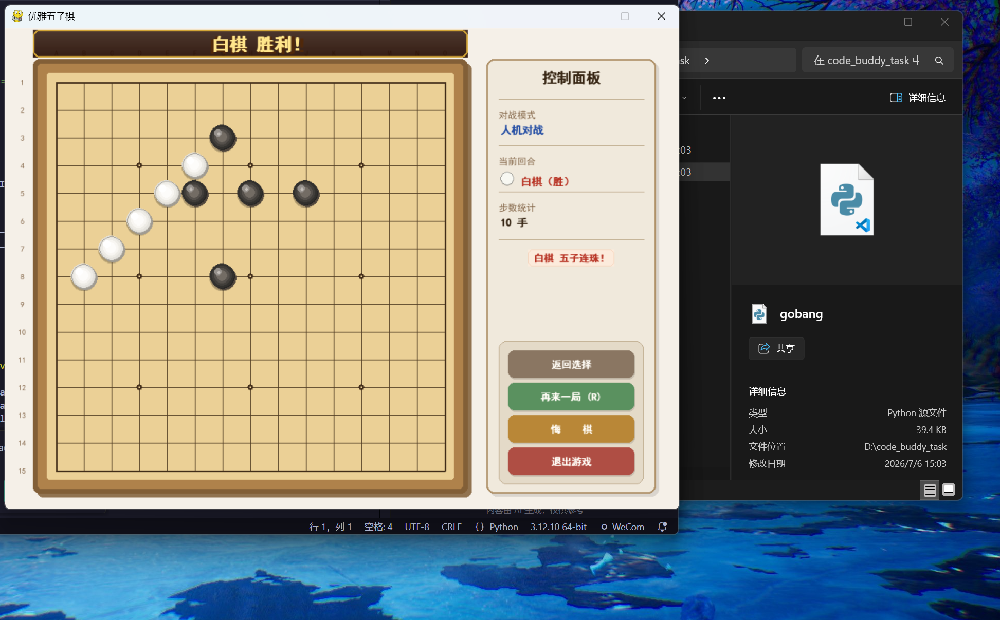 优雅五子棋
白棋 胜利！
1
2
3
4
5
6
7
8
9
10
11
12
13
14
15
控制面板
对战模式
人机对战
当前回合
白棋（胜）
步数统计
10 手
白棋 五子连珠！
返回选择
再来一局 (R)
悔 棋
退出游戏
sk
在 code_buddy_task 中
详细信息
:03
:03
gobang
共享
详细信息
类型 Python 源文件
大小 39.4 KB
文件位置 D:\code_buddy_task
修改日期 2026/7/6 15:03
内容由 AI 生成，仅供参考
行 1，列 1 空格: 4 UTF-8 CRLF {} Python 3.12.10 64-bit WeCom